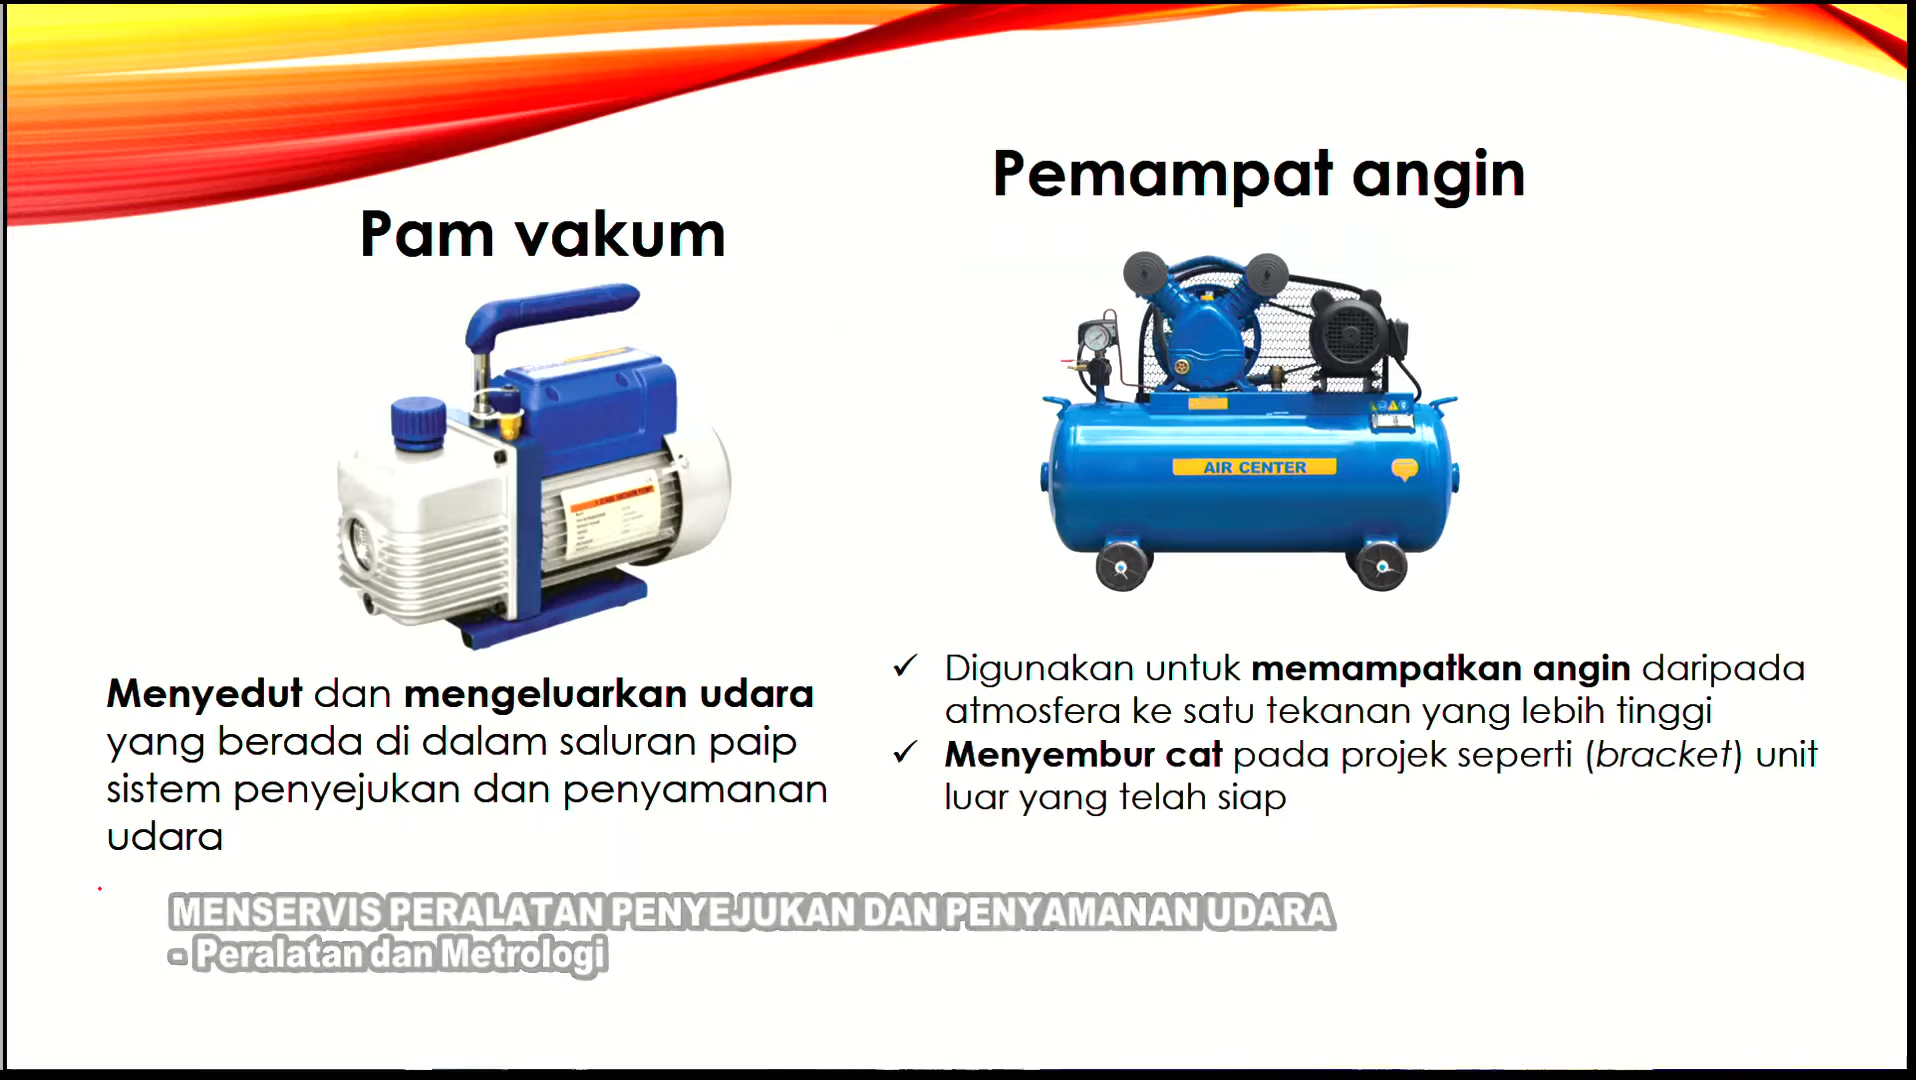 Pemampat angin
Pam vakum
AIR CENTER
Menyedut dan mengeluarkan udara
yang berada di dalam saluran paip
sistem penyejukan dan penyamanan
udara
✓ Digunakan untuk memampatkan angin daripada
atmosfera ke satu tekanan yang lebih tinggi
✓ Menyembur cat pada projek seperti (bracket) unit
luar yang telah siap
MENSERVIS PERALATAN PENYEJUKAN DAN PENYAMANAN UDARA
- Peralatan dan Metrologi